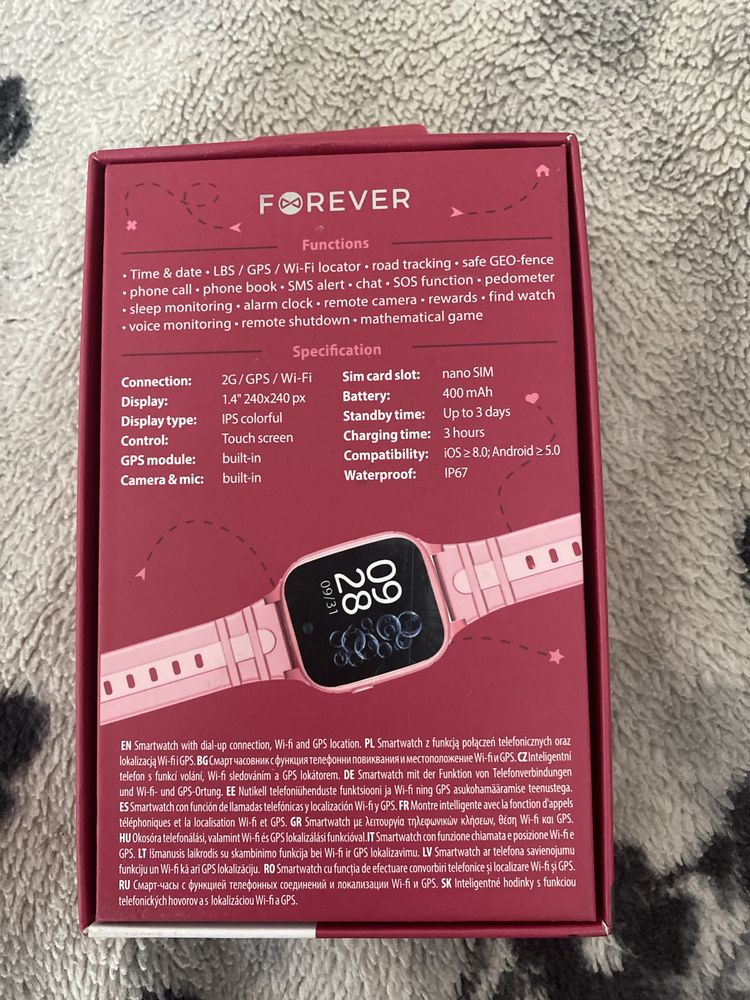 FOREVER
Functions
• Time & date • LBS / GPS / Wi-Fi locator • road tracking • safe GEO-fence
• phone call • phone book • SMS alert • chat • SOS function • pedometer
• sleep monitoring • alarm clock • remote camera • rewards • find watch
• voice monitoring • remote shutdown • mathematical game
Specification
Connection: 2G / GPS / Wi-Fi
Display: 1.4" 240x240 px
Display type: IPS colorful
Control: Touch screen
GPS module: built-in
Camera & mic: built-in
Sim card slot: nano SIM
Battery: 400 mAh
Standby time: Up to 3 days
Charging time: 3 hours
Compatibility: iOS ≥ 8.0; Android ≥ 5.0
Waterproof: IP67
09
28
09/31
EN Smartwatch with dial-up connection, Wi-fi and GPS location. PL Smartwatch z funkcją połączeń telefonicznych oraz
lokalizacją Wi-fi i GPS. BG Смарт часовник с функция телефонни повиквания и местоположение Wi-fi и GPS. CZ Inteligentní
telefon s funkcí volání, Wi-fi sledováním a GPS lokátorem. DE Smartwatch mit der Funktion von Telefonverbindungen
und Wi-fi- und GPS-Ortung. EE Nutikell telefoniühenduste funktsiooni ja Wi-fi ning GPS asukohamääramise teenustega.
ES Smartwatch con función de llamadas telefónicas y localización Wi-fi y GPS. FR Montre intelligente avec la fonction d'appels
téléphoniques et la localisation Wi-fi et GPS. GR Smartwatch με λειτουργία τηλεφωνικών κλήσεων, θέση Wi-fi και GPS.
HU Okosóra telefonálási, valamint Wi-fi és GPS lokalizálási funkcióval. IT Smartwatch con funzione chiamata e posizione Wi-fi e
GPS. LT Išmanusis laikrodis su skambinimo funkcija bei Wi-fi ir GPS lokalizavimu. LV Smartwatch ar telefona savienojumu
funkciju un Wi-fi kā arī GPS lokalizāciju. RO Smartwatch cu funcția de efectuare convorbiri telefonice și localizare Wi-fi și GPS.
RU Смарт-часы с функцией телефонных соединений и локализации Wi-fi и GPS. SK Inteligentné hodinky s funkciou
telefonických hovorov a s lokalizáciou Wi-fi a GPS.